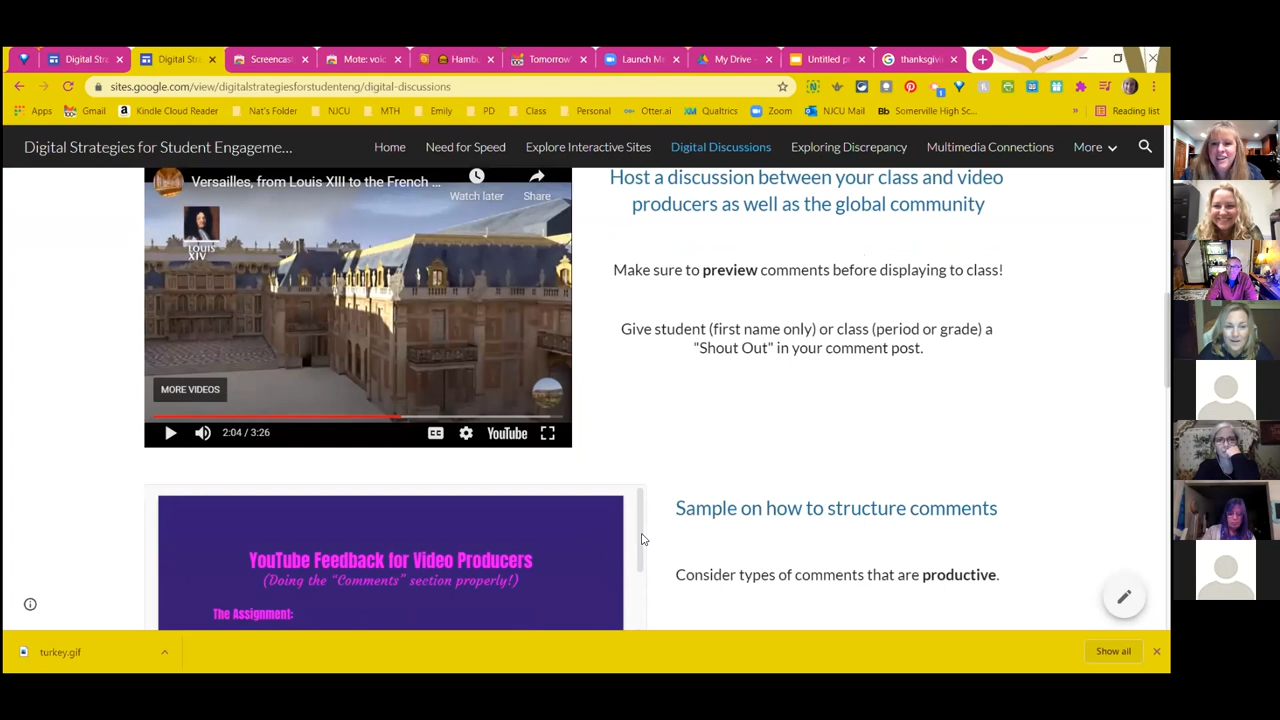 Digital Stra
Digital Stra
Screencast
Mote: voic
Hambu
Tomorrow'
Launch Me
My Drive -
Untitled p
thanksgivin
sites.google.com/view/digitalstrategiesforstudenteng/digital-discussions
Apps
Gmail
Kindle Cloud Reader
Nat's Folder
NJCU
MTH
Emily
PD
Class
Personal
Otter.ai
Qualtrics
Zoom
NJCU Mail
Bb Somerville High Sc...
Reading list
Digital Strategies for Student Engageme...
Home
Need for Speed
Explore Interactive Sites
Digital Discussions
Exploring Discrepancy
Multimedia Connections
More
Versailles, from Louis XIII to the French ...
Watch later
Share
LOUIS
XIV
MORE VIDEOS
2:04 / 3:26
YouTube
Host a discussion between your class and video
producers as well as the global community
Make sure to preview comments before displaying to class!
Give student (first name only) or class (period or grade) a
"Shout Out" in your comment post.
YouTube Feedback for Video Producers
(Doing the "Comments" section properly!)
The Assignment:
Sample on how to structure comments
Consider types of comments that are productive.
turkey.gif
Show all